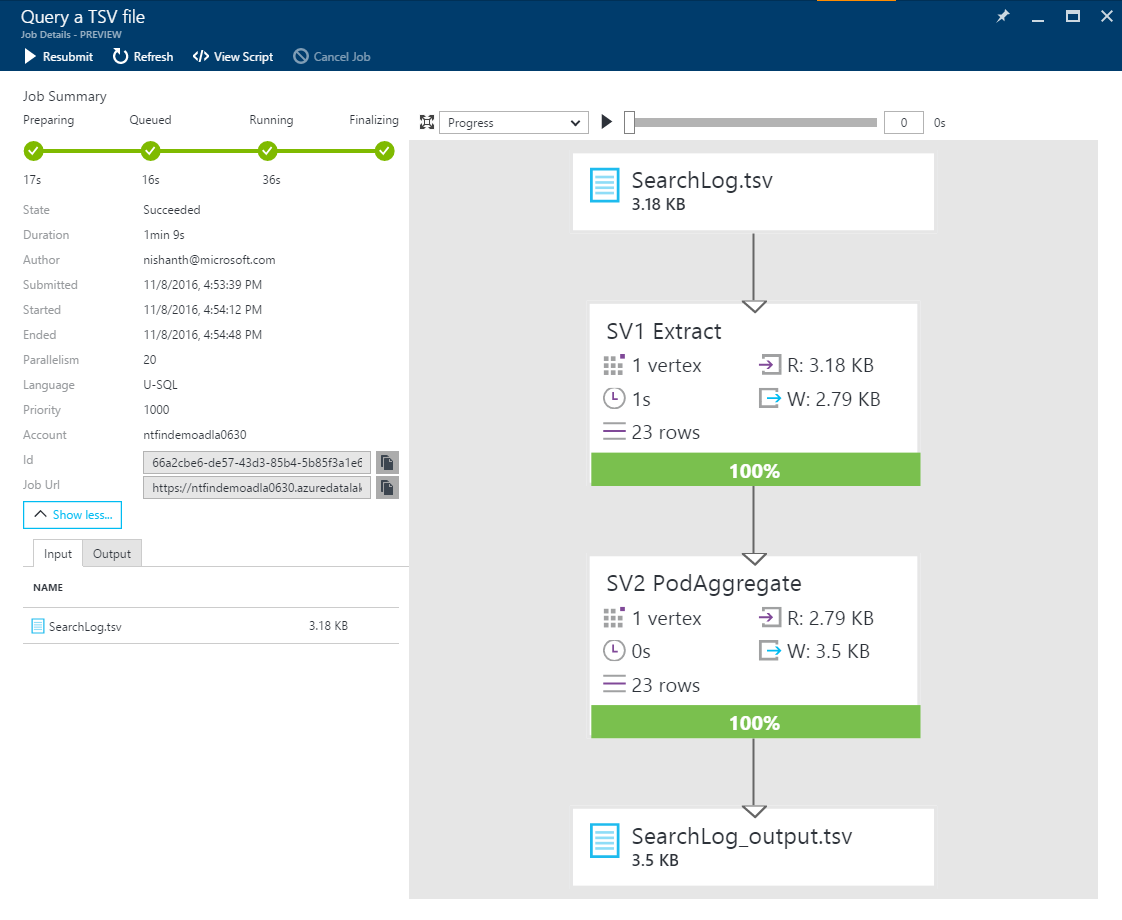 Query a TSV file
Job Details - PREVIEW
Resubmit Refresh View Script Cancel Job
Job Summary
Preparing Queued Running Finalizing
17s 16s 36s
State Succeeded
Duration 1min 9s
Author nishanth@microsoft.com
Submitted 11/8/2016, 4:53:39 PM
Started 11/8/2016, 4:54:12 PM
Ended 11/8/2016, 4:54:48 PM
Parallelism 20
Language U-SQL
Priority 1000
Account ntfindemoadla0630
Id 66a2cbe6-de57-43d3-85b4-5b85f3a1e6
Job Url https://ntfindemoadla0630.azuredatalak
Show less...
Input Output
NAME
SearchLog.tsv 3.18 KB
Progress 0 0s
SearchLog.tsv
3.18 KB
SV1 Extract
1 vertex R: 3.18 KB
1s W: 2.79 KB
23 rows
100%
SV2 PodAggregate
1 vertex R: 2.79 KB
0s W: 3.5 KB
23 rows
100%
SearchLog_output.tsv
3.5 KB